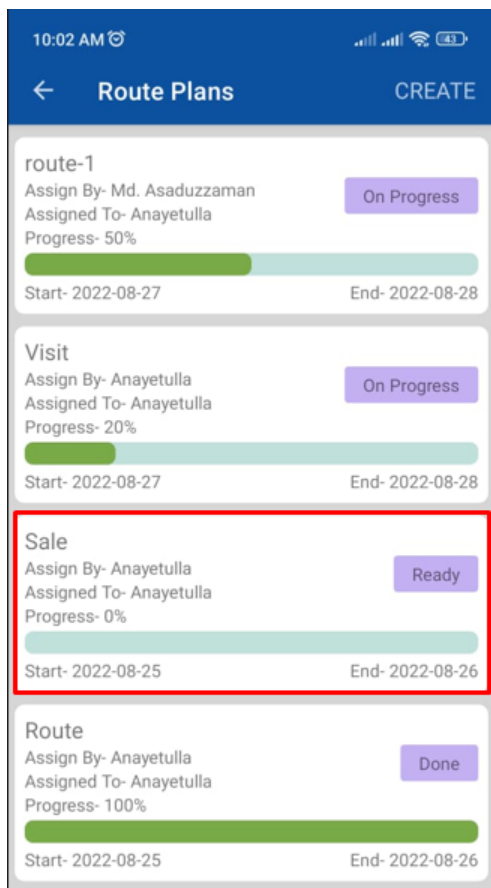 10:02 AM
43
Route Plans
CREATE
route-1
Assign By- Md. Asaduzzaman
Assigned To- Anayetulla
Progress- 50%
On Progress
Start- 2022-08-27
End- 2022-08-28
Visit
Assign By- Anayetulla
Assigned To- Anayetulla
Progress- 20%
On Progress
Start- 2022-08-27
End- 2022-08-28
Sale
Assign By- Anayetulla
Assigned To- Anayetulla
Progress- 0%
Ready
Start- 2022-08-25
End- 2022-08-26
Route
Assign By- Anayetulla
Assigned To- Anayetulla
Progress- 100%
Done
Start- 2022-08-25
End- 2022-08-26